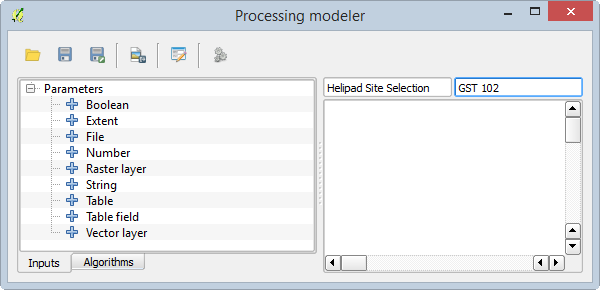 Processing modeler
Parameters
Boolean
Extent
File
Number
Raster layer
String
Table
Table field
Vector layer
Inputs
Algorithms
Helipad Site Selection
GST 102